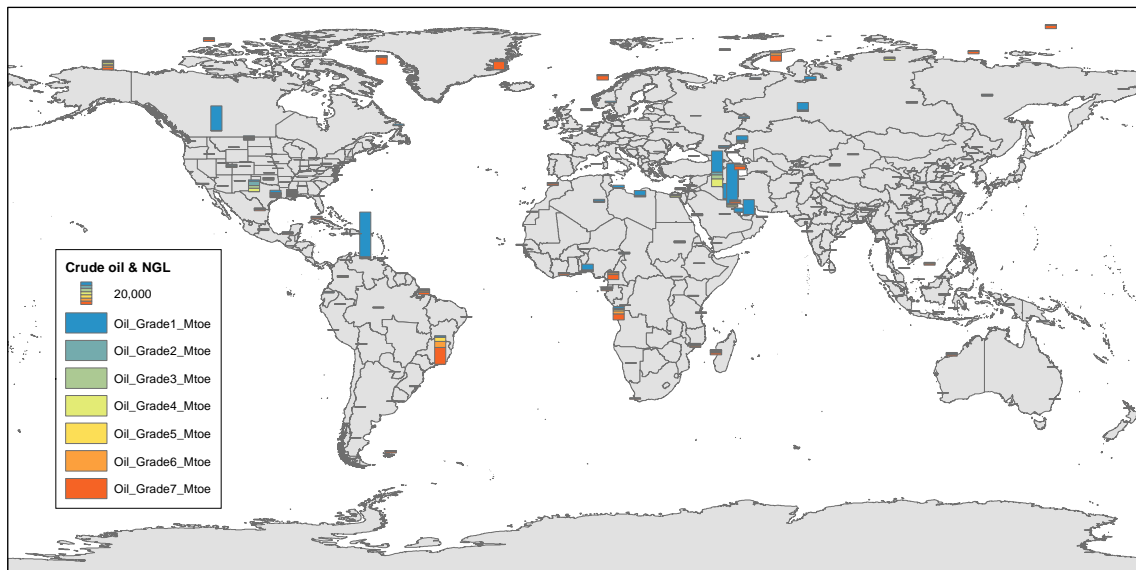 Crude oil & NGL
20,000
Oil_Grade1_Mtoe
Oil_Grade2_Mtoe
Oil_Grade3_Mtoe
Oil_Grade4_Mtoe
Oil_Grade5_Mtoe
Oil_Grade6_Mtoe
Oil_Grade7_Mtoe